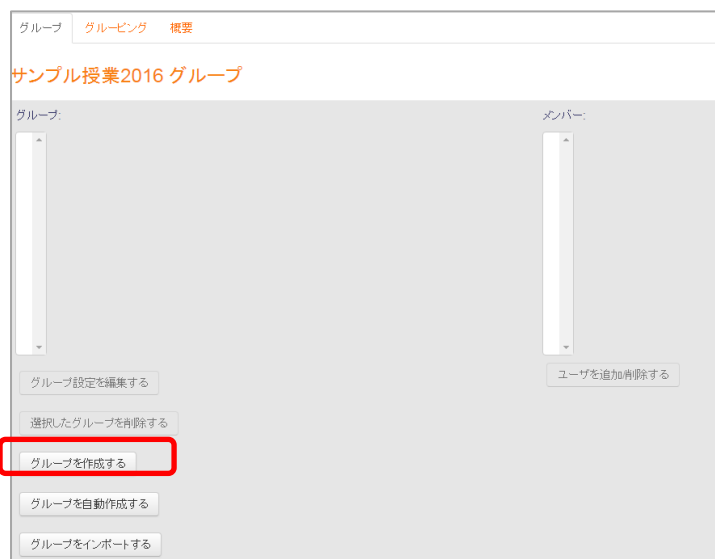 グループ グルーピング 概要
サンプル授業2016 グループ
グループ: メンバー:
グループ設定を編集する ユーザを追加/削除する
選択したグループを削除する
グループを作成する
グループを自動作成する
グループをインポートする